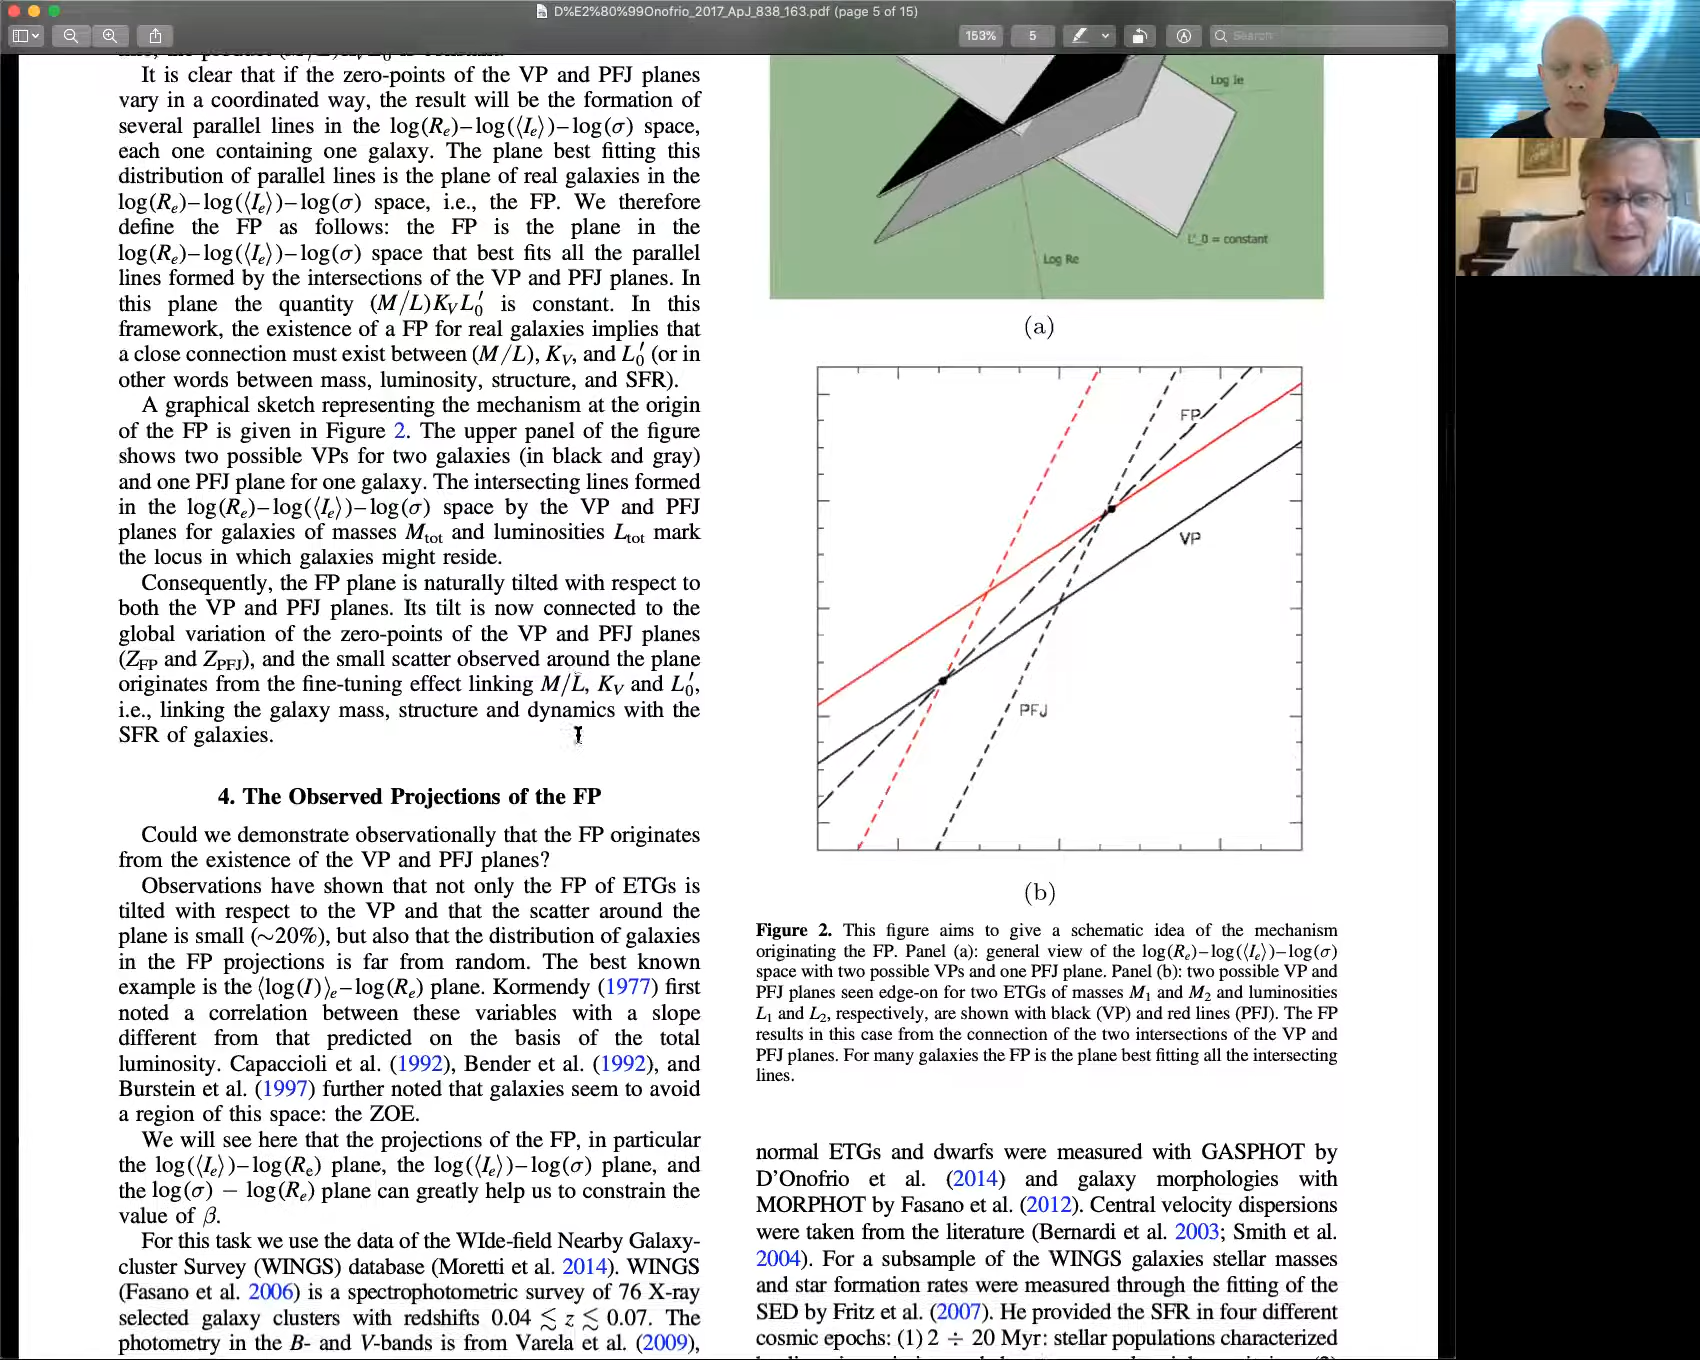 D%E2%80%99Onofrio_2017_ApJ_838_163.pdf (page 5 of 15)
153%
5
Search
It is clear that if the zero-points of the VP and PFJ planes
vary in a coordinated way, the result will be the formation of
several parallel lines in the log(Re)–log(⟨Ie⟩)–log(σ) space,
each one containing one galaxy. The plane best fitting this
distribution of parallel lines is the plane of real galaxies in the
log(Re)–log(⟨Ie⟩)–log(σ) space, i.e., the FP. We therefore
define the FP as follows: the FP is the plane in the
log(Re)–log(⟨Ie⟩)–log(σ) space that best fits all the parallel
lines formed by the intersections of the VP and PFJ planes. In
this plane the quantity (M/L)KVL′0 is constant. In this
framework, the existence of a FP for real galaxies implies that
a close connection must exist between (M/L), KV, and L′0 (or in
other words between mass, luminosity, structure, and SFR).
A graphical sketch representing the mechanism at the origin
of the FP is given in Figure 2. The upper panel of the figure
shows two possible VPs for two galaxies (in black and gray)
and one PFJ plane for one galaxy. The intersecting lines formed
in the log(Re)–log(⟨Ie⟩)–log(σ) space by the VP and PFJ
planes for galaxies of masses Mtot and luminosities Ltot mark
the locus in which galaxies might reside.
Consequently, the FP plane is naturally tilted with respect to
both the VP and PFJ planes. Its tilt is now connected to the
global variation of the zero-points of the VP and PFJ planes
(ZFP and ZPFJ), and the small scatter observed around the plane
originates from the fine-tuning effect linking M/L, KV and L′0,
i.e., linking the galaxy mass, structure and dynamics with the
SFR of galaxies.
4. The Observed Projections of the FP
Could we demonstrate observationally that the FP originates
from the existence of the VP and PFJ planes?
Observations have shown that not only the FP of ETGs is
tilted with respect to the VP and that the scatter around the
plane is small (∼20%), but also that the distribution of galaxies
in the FP projections is far from random. The best known
example is the ⟨log(I)⟩e–log(Re) plane. Kormendy (1977) first
noted a correlation between these variables with a slope
different from that predicted on the basis of the total
luminosity. Capaccioli et al. (1992), Bender et al. (1992), and
Burstein et al. (1997) further noted that galaxies seem to avoid
a region of this space: the ZOE.
We will see here that the projections of the FP, in particular
the log(⟨Ie⟩)–log(Re) plane, the log(⟨Ie⟩)–log(σ) plane, and
the log(σ) − log(Re) plane can greatly help us to constrain the
value of β.
For this task we use the data of the WIde-field Nearby Galaxy-
cluster Survey (WINGS) database (Moretti et al. 2014). WINGS
(Fasano et al. 2006) is a spectrophotometric survey of 76 X-ray
selected galaxy clusters with redshifts 0.04 ≲ z ≲ 0.07. The
photometry in the B- and V-bands is from Varela et al. (2009),
Log Ie
L'_0 = constant
Log Re
(a)
FP
VP
PFJ
(b)
Figure 2. This figure aims to give a schematic idea of the mechanism
originating the FP. Panel (a): general view of the log(Re)–log(⟨Ie⟩)–log(σ)
space with two possible VPs and one PFJ plane. Panel (b): two possible VP and
PFJ planes seen edge-on for two ETGs of masses M1 and M2 and luminosities
L1 and L2, respectively, are shown with black (VP) and red lines (PFJ). The FP
results in this case from the connection of the two intersections of the VP and
PFJ planes. For many galaxies the FP is the plane best fitting all the intersecting
lines.
normal ETGs and dwarfs were measured with GASPHOT by
D'Onofrio et al. (2014) and galaxy morphologies with
MORPHOT by Fasano et al. (2012). Central velocity dispersions
were taken from the literature (Bernardi et al. 2003; Smith et al.
2004). For a subsample of the WINGS galaxies stellar masses
and star formation rates were measured through the fitting of the
SED by Fritz et al. (2007). He provided the SFR in four different
cosmic epochs: (1) 2 ÷ 20 Myr: stellar populations characterized